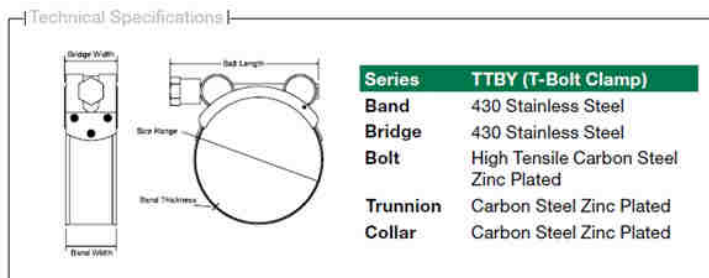 Technical Specifications
Bridge Width
Bolt Length
Size Range
Band Thickness
Band Width
Series TTBY (T-Bolt Clamp)
Band 430 Stainless Steel
Bridge 430 Stainless Steel
Bolt High Tensile Carbon Steel
Zinc Plated
Trunnion Carbon Steel Zinc Plated
Collar Carbon Steel Zinc Plated